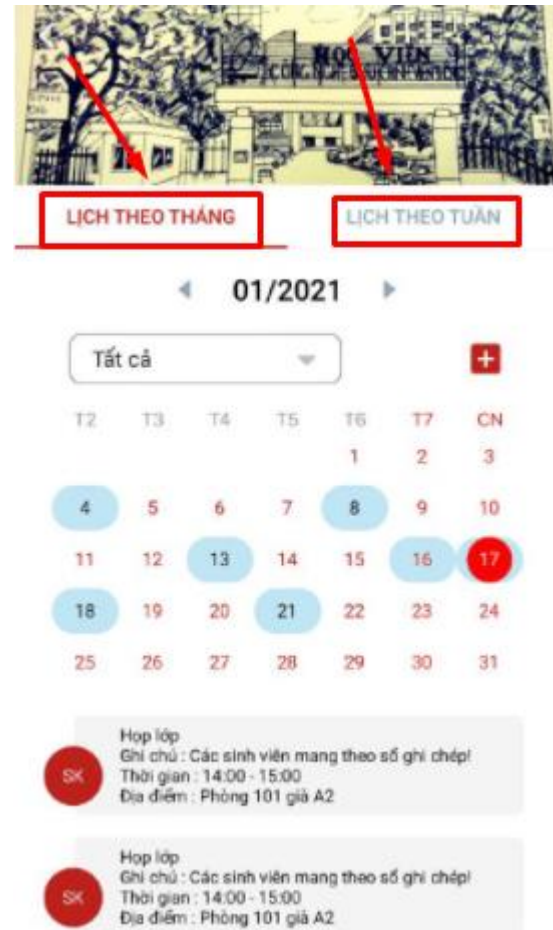 HỌC VIỆN
LỊCH THEO THÁNG
LỊCH THEO TUẦN
01/2021
Tất cả
T2 T3 T4 T5 T6 T7 CN
1 2 3
4 5 6 7 8 9 10
11 12 13 14 15 16 17
18 19 20 21 22 23 24
25 26 27 28 29 30 31
Họp lớp
Ghi chú : Các sinh viên mang theo sổ ghi chép!
SK
Thời gian : 14:00 - 15:00
Địa điểm : Phòng 101 già A2
Họp lớp
Ghi chú : Các sinh viên mang theo sổ ghi chép!
SK
Thời gian : 14:00 - 15:00
Địa điểm : Phòng 101 già A2